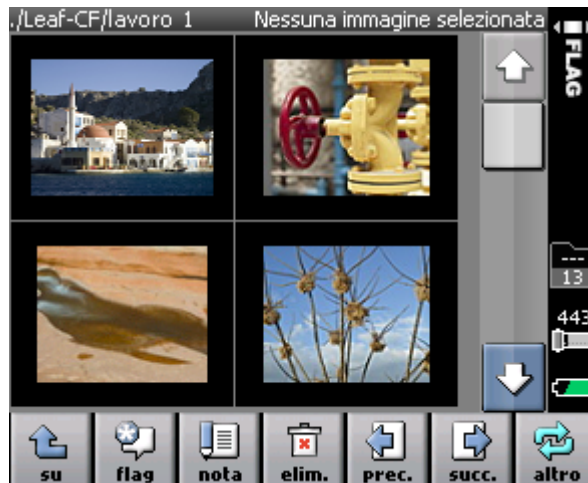 ./Leaf-CF/lavoro 1 Nessuna immagine selezionata
FLAG
---
13
443
su flag nota elim. prec. succ. altro